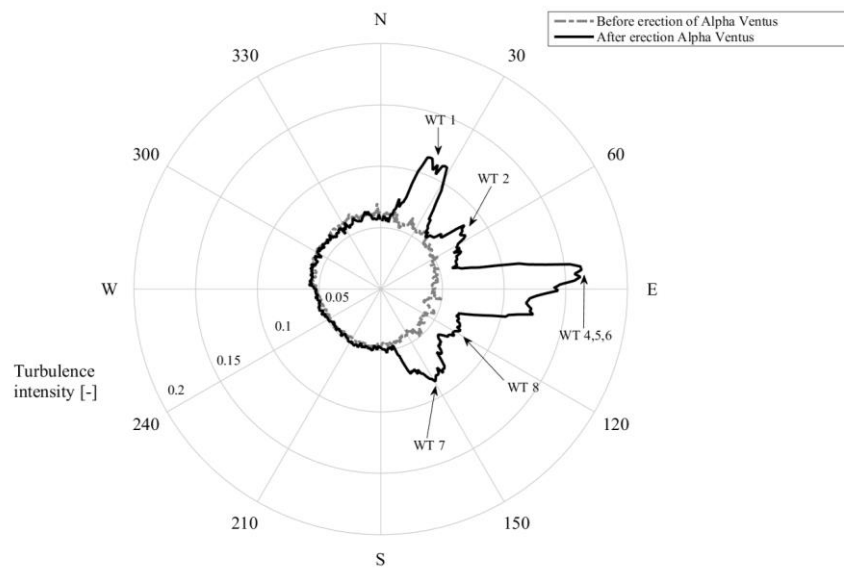 Before erection of Alpha Ventus
After erection Alpha Ventus
N
330
30
WT 1
300
60
WT 2
W
E
0.05
0.1
WT 4,5,6
0.15
Turbulence
intensity [-]
0.2
WT 8
240
120
WT 7
210
150
S